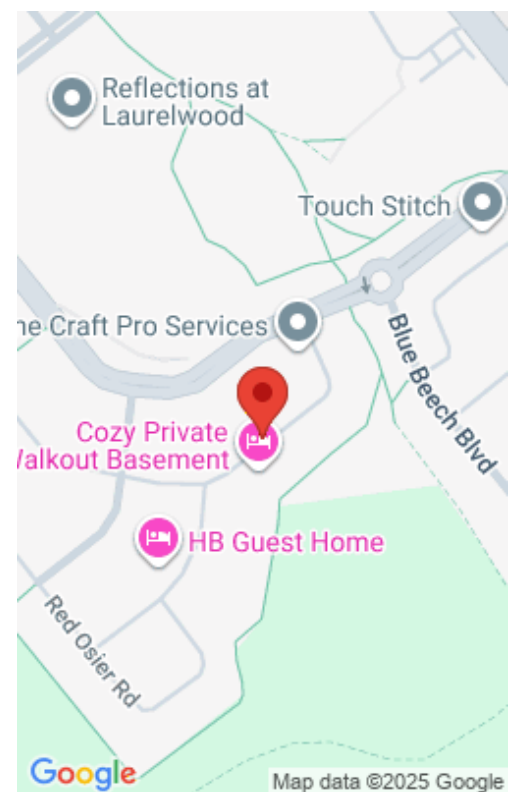 Reflections at
Laurelwood
Touch Stitch
ne Craft Pro Services
Blue Beech Blvd
Cozy Private
Walkout Basement
HB Guest Home
Red Osier Rd
Google
Map data ©2025 Google